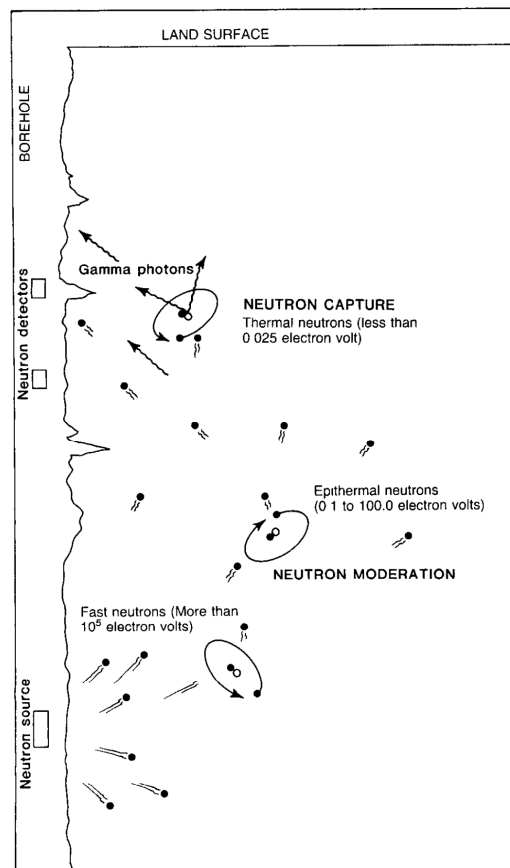 LAND SURFACE
BOREHOLE
Gamma photons
Neutron detectors
NEUTRON CAPTURE
Thermal neutrons (less than
0 025 electron volt)
Epithermal neutrons
(0 1 to 100.0 electron volts)
NEUTRON MODERATION
Fast neutrons (More than
10⁵ electron volts)
Neutron source